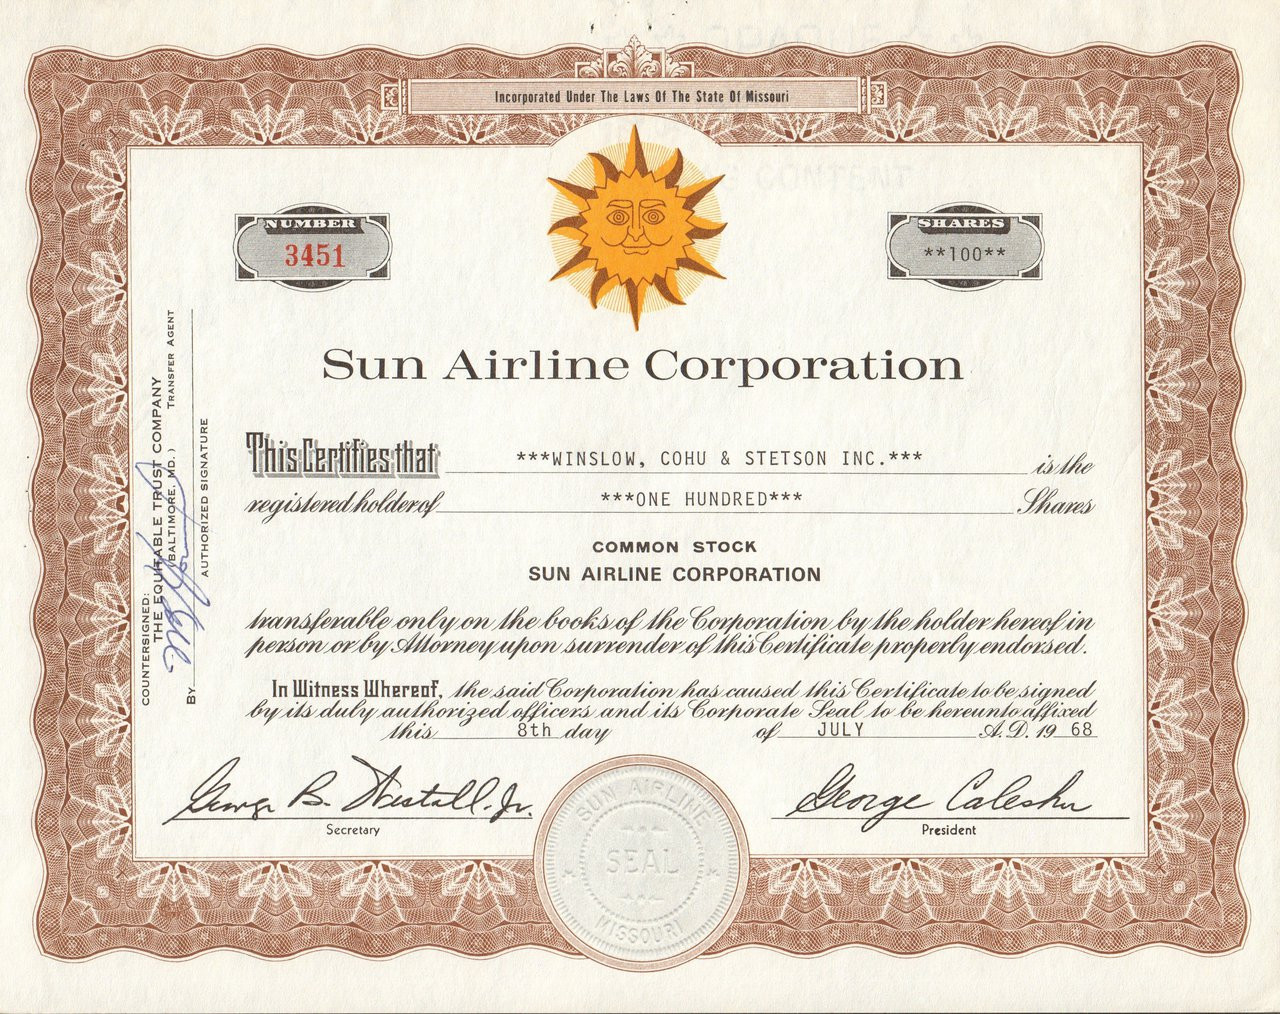 Incorporated Under The Laws Of The State Of Missouri
NUMBER
3451
SHARES
**100**
Sun Airline Corporation
This Certifies that ***WINSLOW, COHU & STETSON INC.*** is the
registered holder of ***ONE HUNDRED*** Shares
COMMON STOCK
SUN AIRLINE CORPORATION
transferable only on the books of the Corporation by the holder hereof in
person or by Attorney upon surrender of this Certificate properly endorsed.
In Witness Whereof, the said Corporation has caused this Certificate to be signed
by its duly authorized officers and its Corporate Seal to be hereunto affixed
this 8th day of JULY A.D. 19 68
George B. Westall, Jr.
Secretary
George Caleshu
President
SUN AIRLINE
SEAL
MISSOURI
COUNTERSIGNED:
THE EQUITABLE TRUST COMPANY
(BALTIMORE, MD.) TRANSFER AGENT
BY
AUTHORIZED SIGNATURE